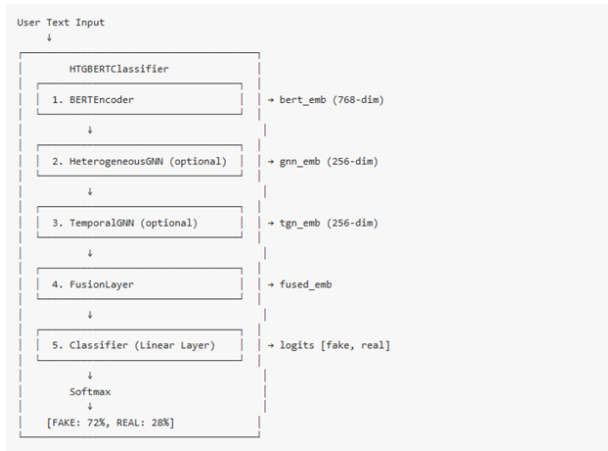 User Text Input
↓
HTGBERTClassifier
1. BERTEncoder → bert_emb (768-dim)
↓
2. HeterogeneousGNN (optional) → gnn_emb (256-dim)
↓
3. TemporalGNN (optional) → tgn_emb (256-dim)
↓
4. FusionLayer → fused_emb
↓
5. Classifier (Linear Layer) → logits [fake, real]
↓
Softmax
↓
[FAKE: 72%, REAL: 28%]